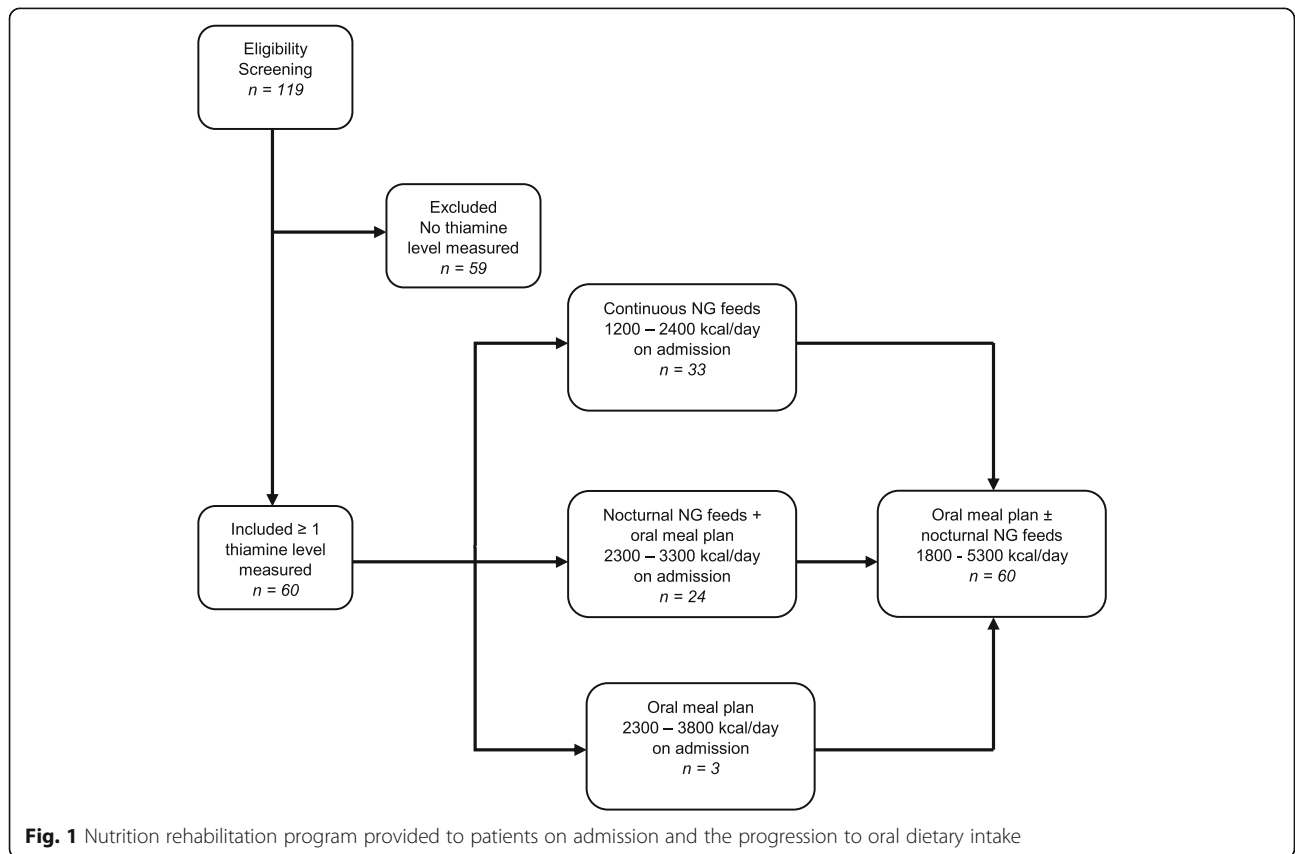 Eligibility
Screening
n = 119
Excluded
No thiamine
level measured
n = 59
Included ≥ 1
thiamine level
measured
n = 60
Continuous NG feeds
1200 – 2400 kcal/day
on admission
n = 33
Nocturnal NG feeds +
oral meal plan
2300 – 3300 kcal/day
on admission
n = 24
Oral meal plan
2300 – 3800 kcal/day
on admission
n = 3
Oral meal plan ±
nocturnal NG feeds
1800 - 5300 kcal/day
n = 60
Fig. 1 Nutrition rehabilitation program provided to patients on admission and the progression to oral dietary intake